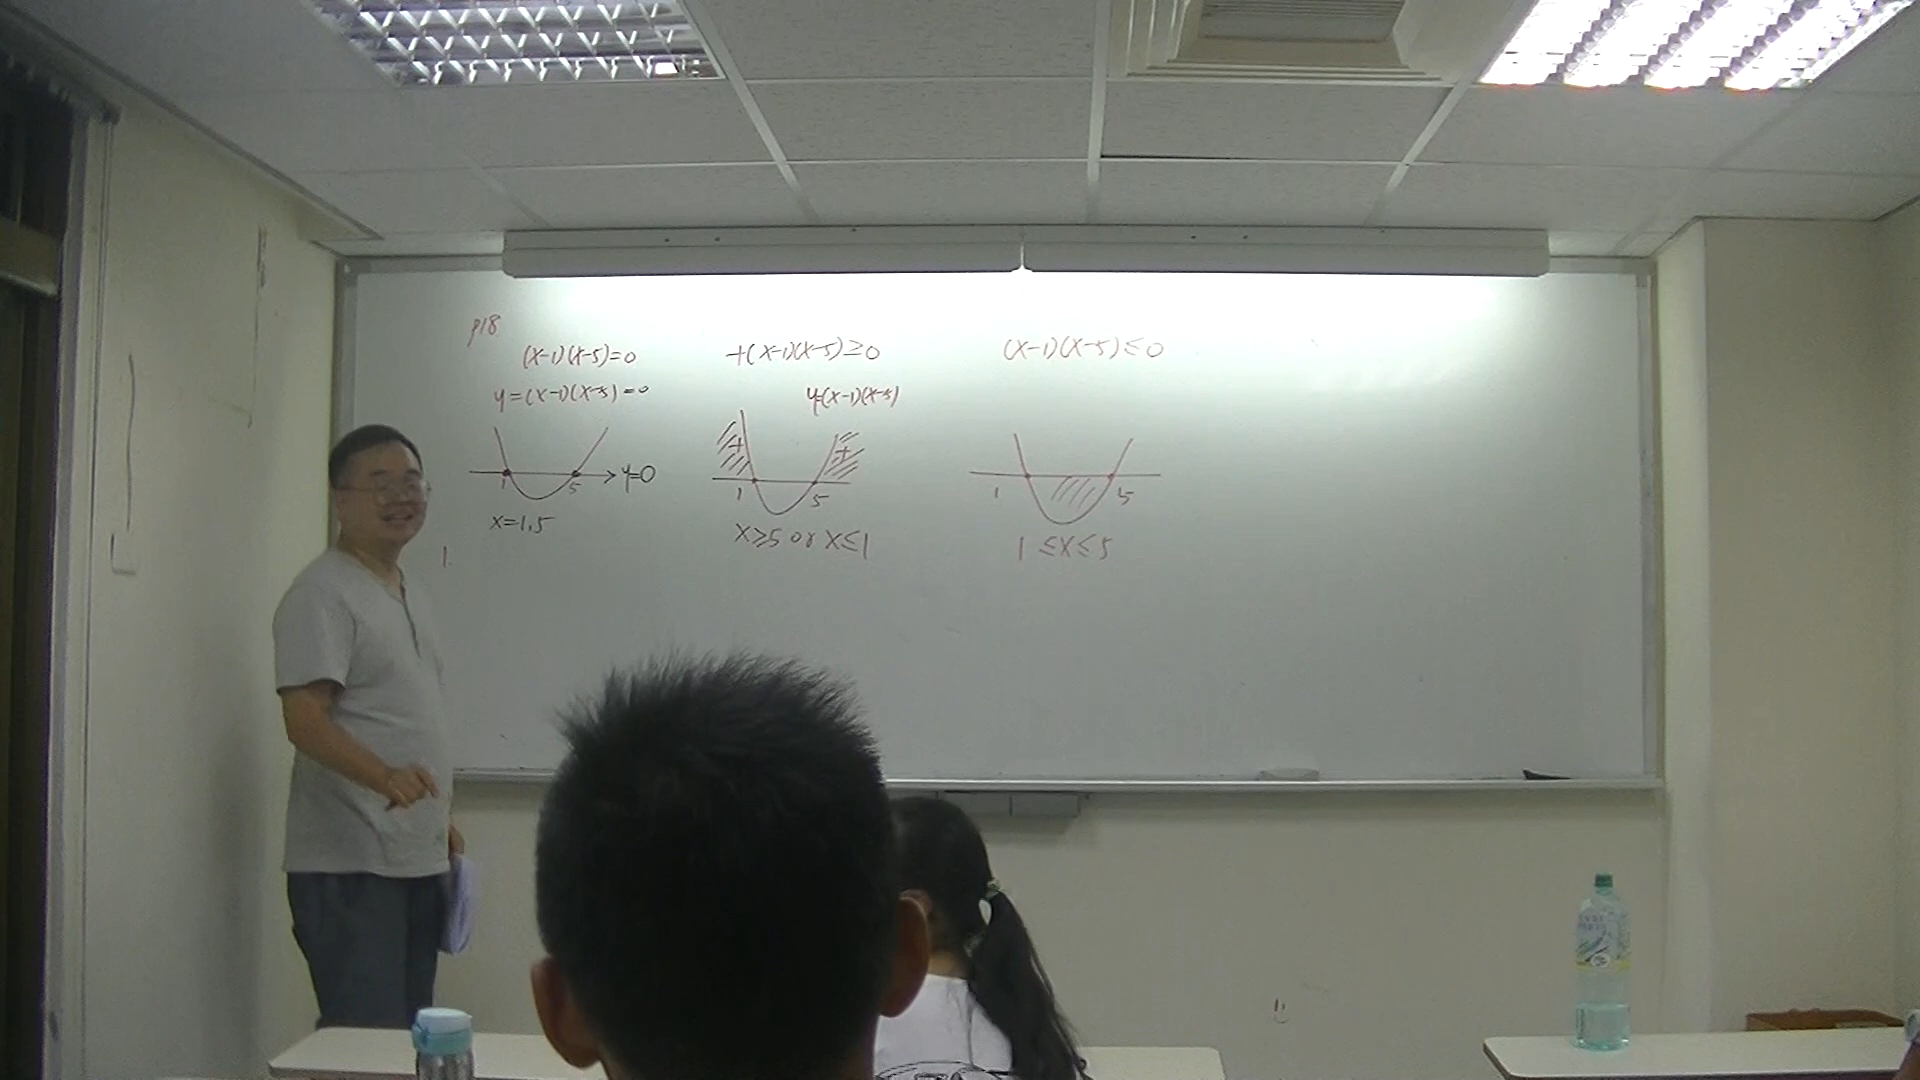 p18
(x-1)(x-5)=0
y=(x-1)(x-5)=0
1 5 y=0
x=1,5
+(x-1)(x-5)≥0
y=(x-1)(x-5)
+ +
1 5
x≥5 or x≤1
(x-1)(x-5)≤0
1 5
1≤x≤5
1.